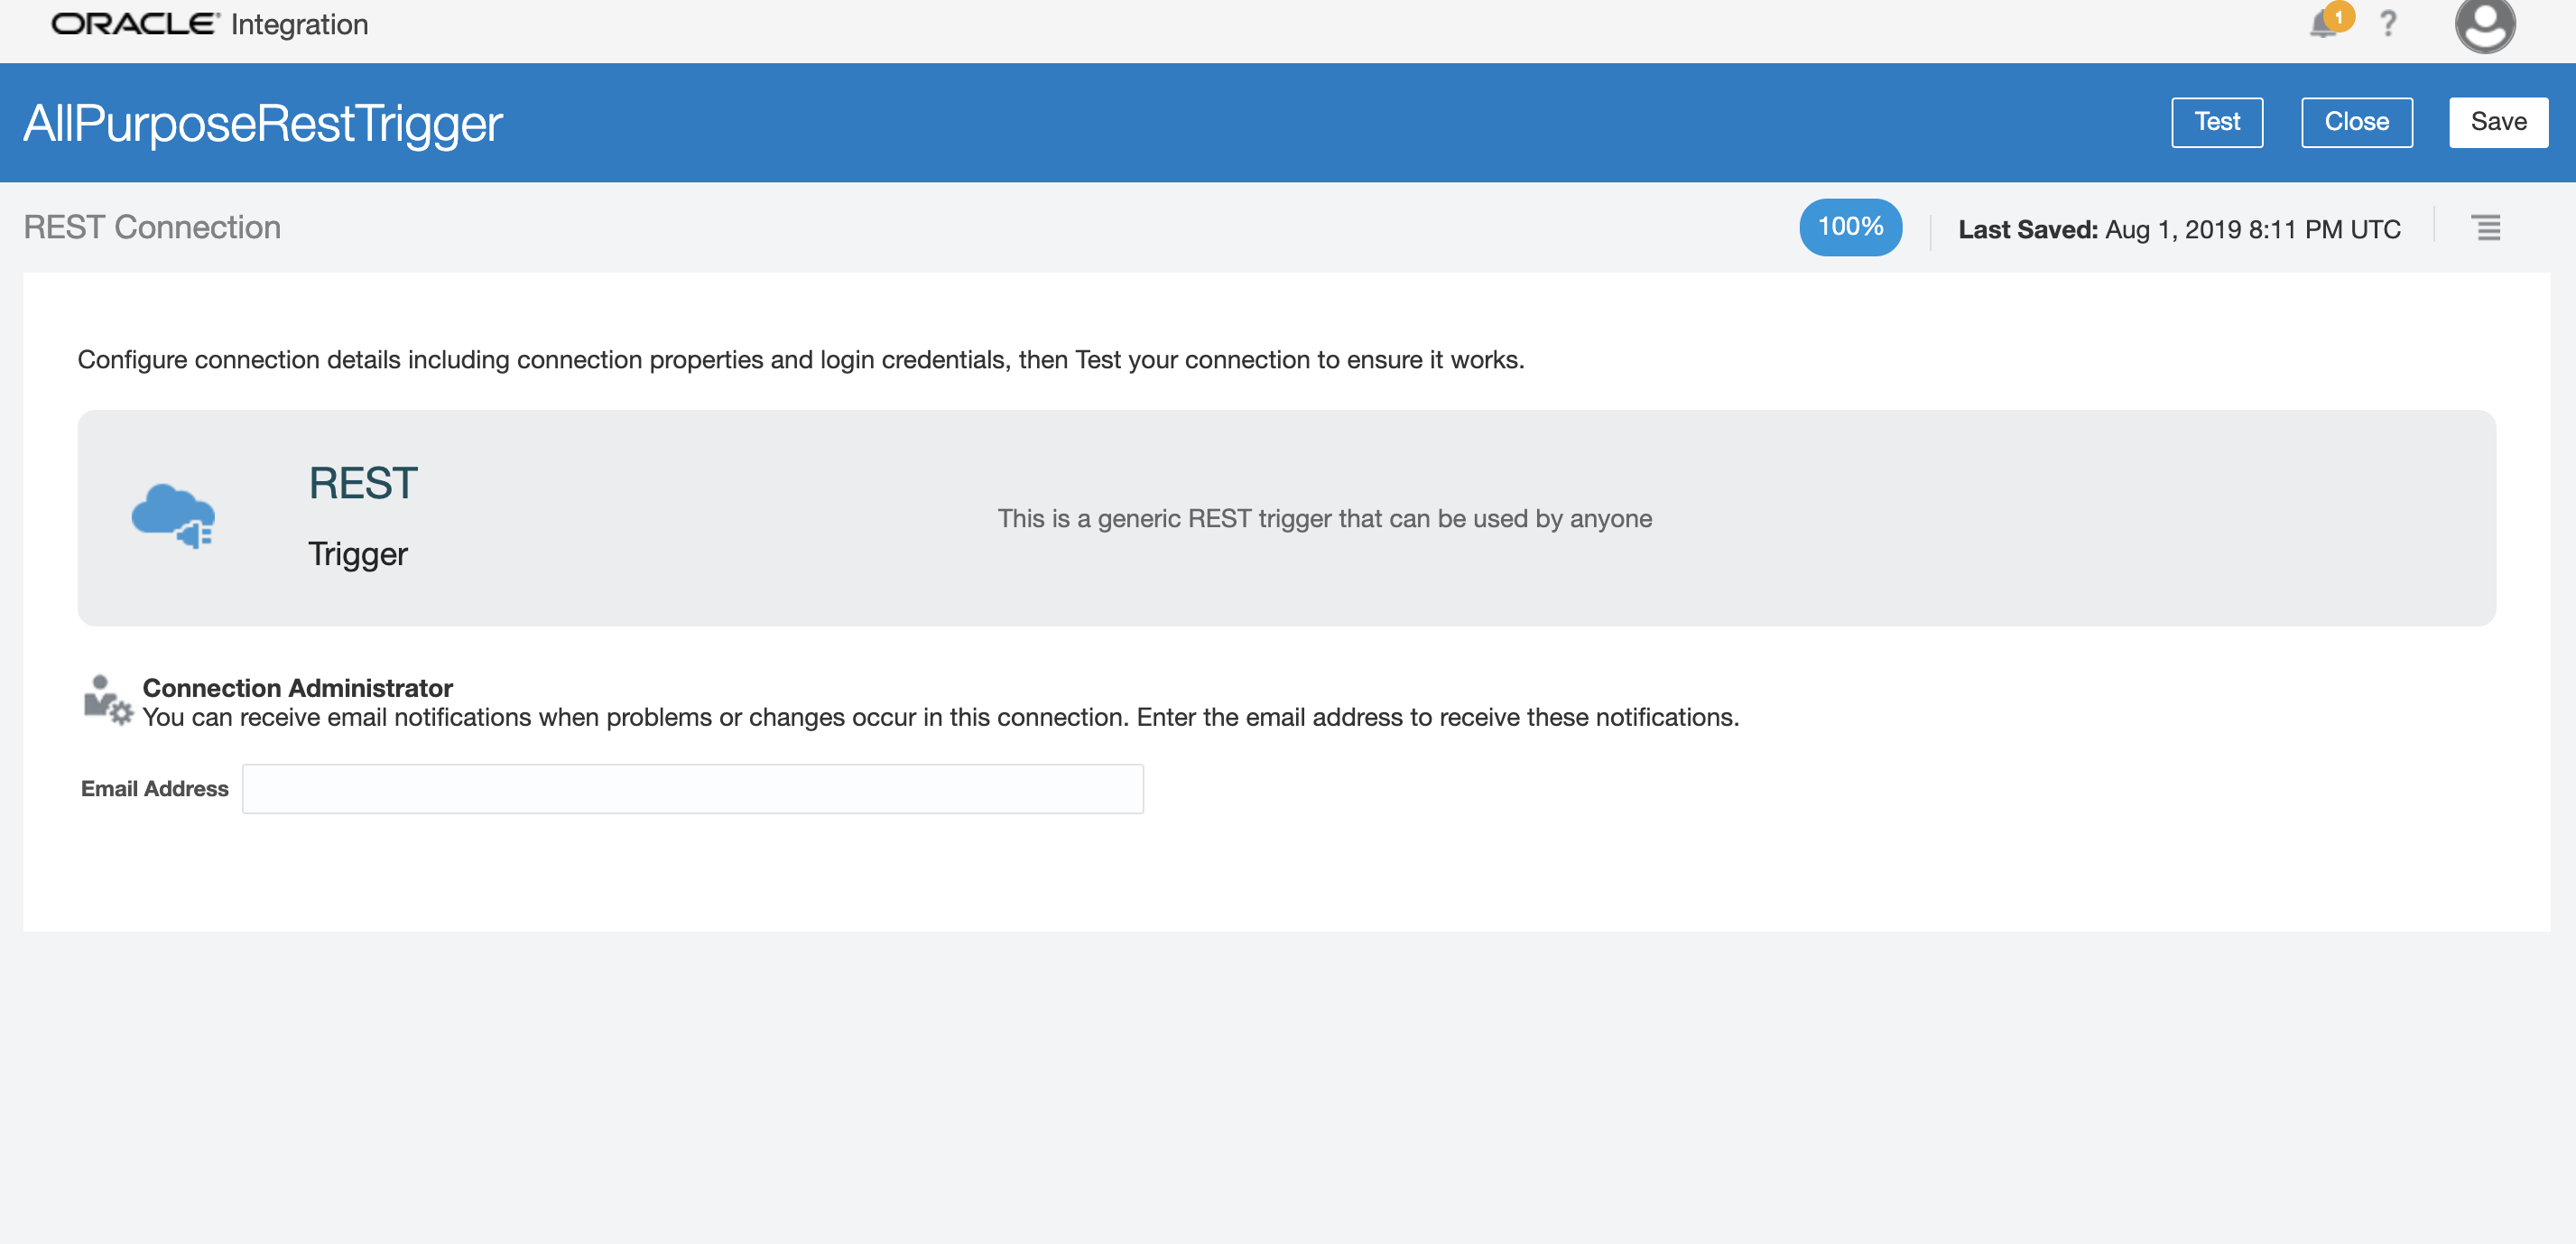 ORACLE Integration
1
?
AllPurposeRestTrigger
Test
Close
Save
REST Connection
100%
Last Saved: Aug 1, 2019 8:11 PM UTC
Configure connection details including connection properties and login credentials, then Test your connection to ensure it works.
REST
Trigger
This is a generic REST trigger that can be used by anyone
Connection Administrator
You can receive email notifications when problems or changes occur in this connection. Enter the email address to receive these notifications.
Email Address